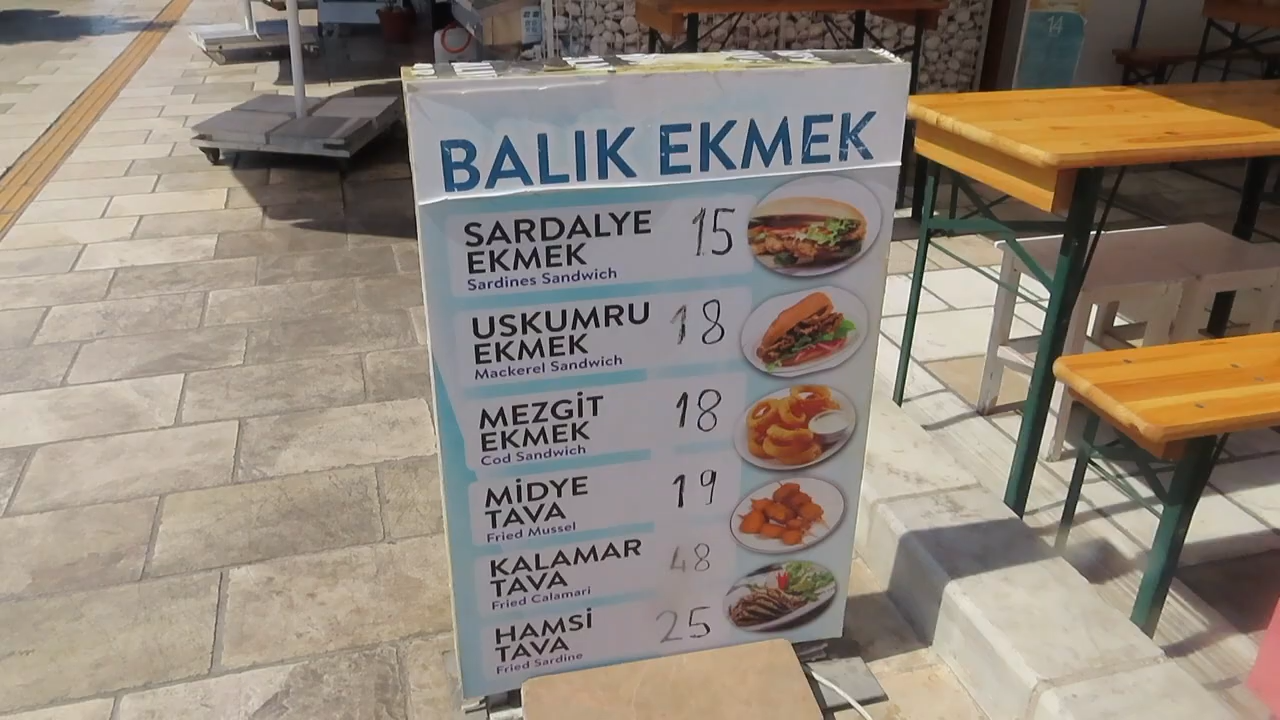 14
BALIK EKMEK
SARDALYE 15
EKMEK
Sardines Sandwich
USKUMRU 18
EKMEK
Mackerel Sandwich
MEZGİT 18
EKMEK
Cod Sandwich
MİDYE 19
TAVA
Fried Mussel
KALAMAR 48
TAVA
Fried Calamari
HAMSİ 25
TAVA
Fried Sardine